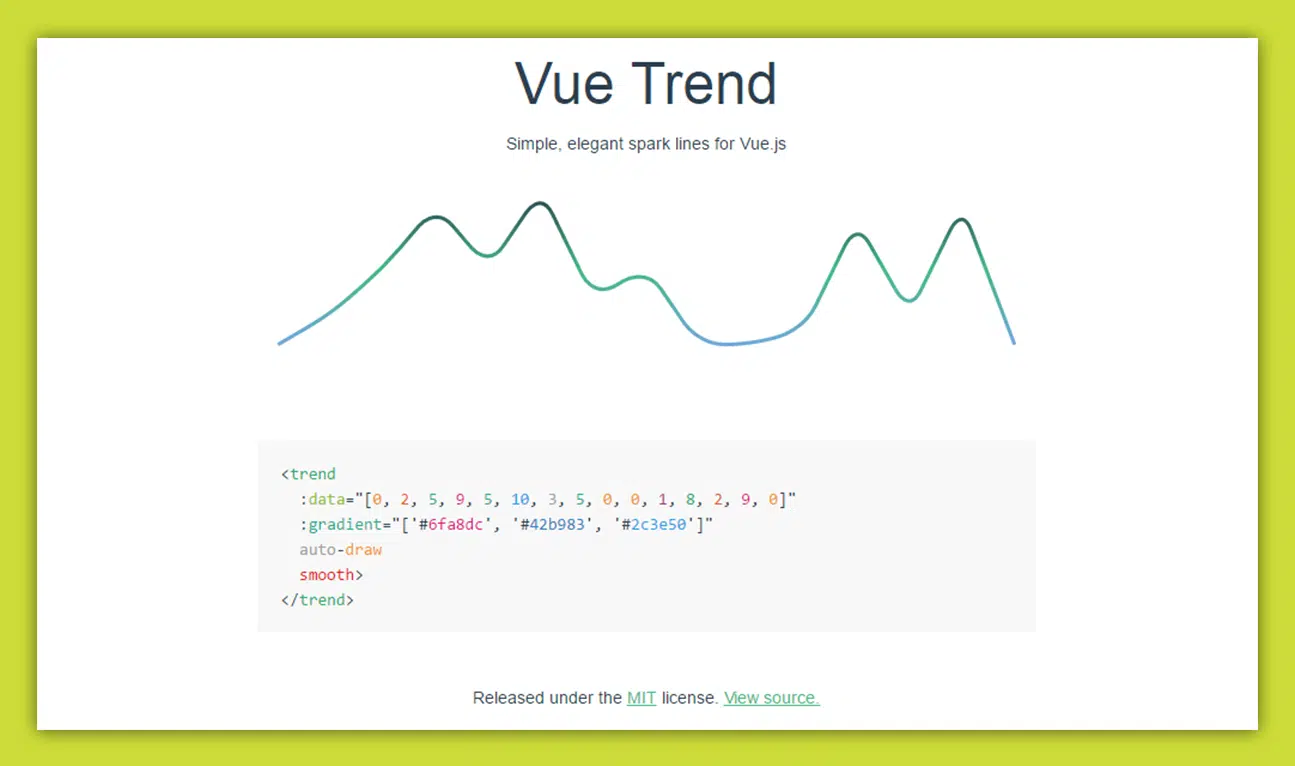 Vue Trend
Simple, elegant spark lines for Vue.js
<trend
  :data="[0, 2, 5, 9, 5, 10, 3, 5, 0, 0, 1, 8, 2, 9, 0]"
  :gradient="['#6fa8dc', '#42b983', '#2c3e50']"
  auto-draw
  smooth>
</trend>
Released under the MIT license. View source.